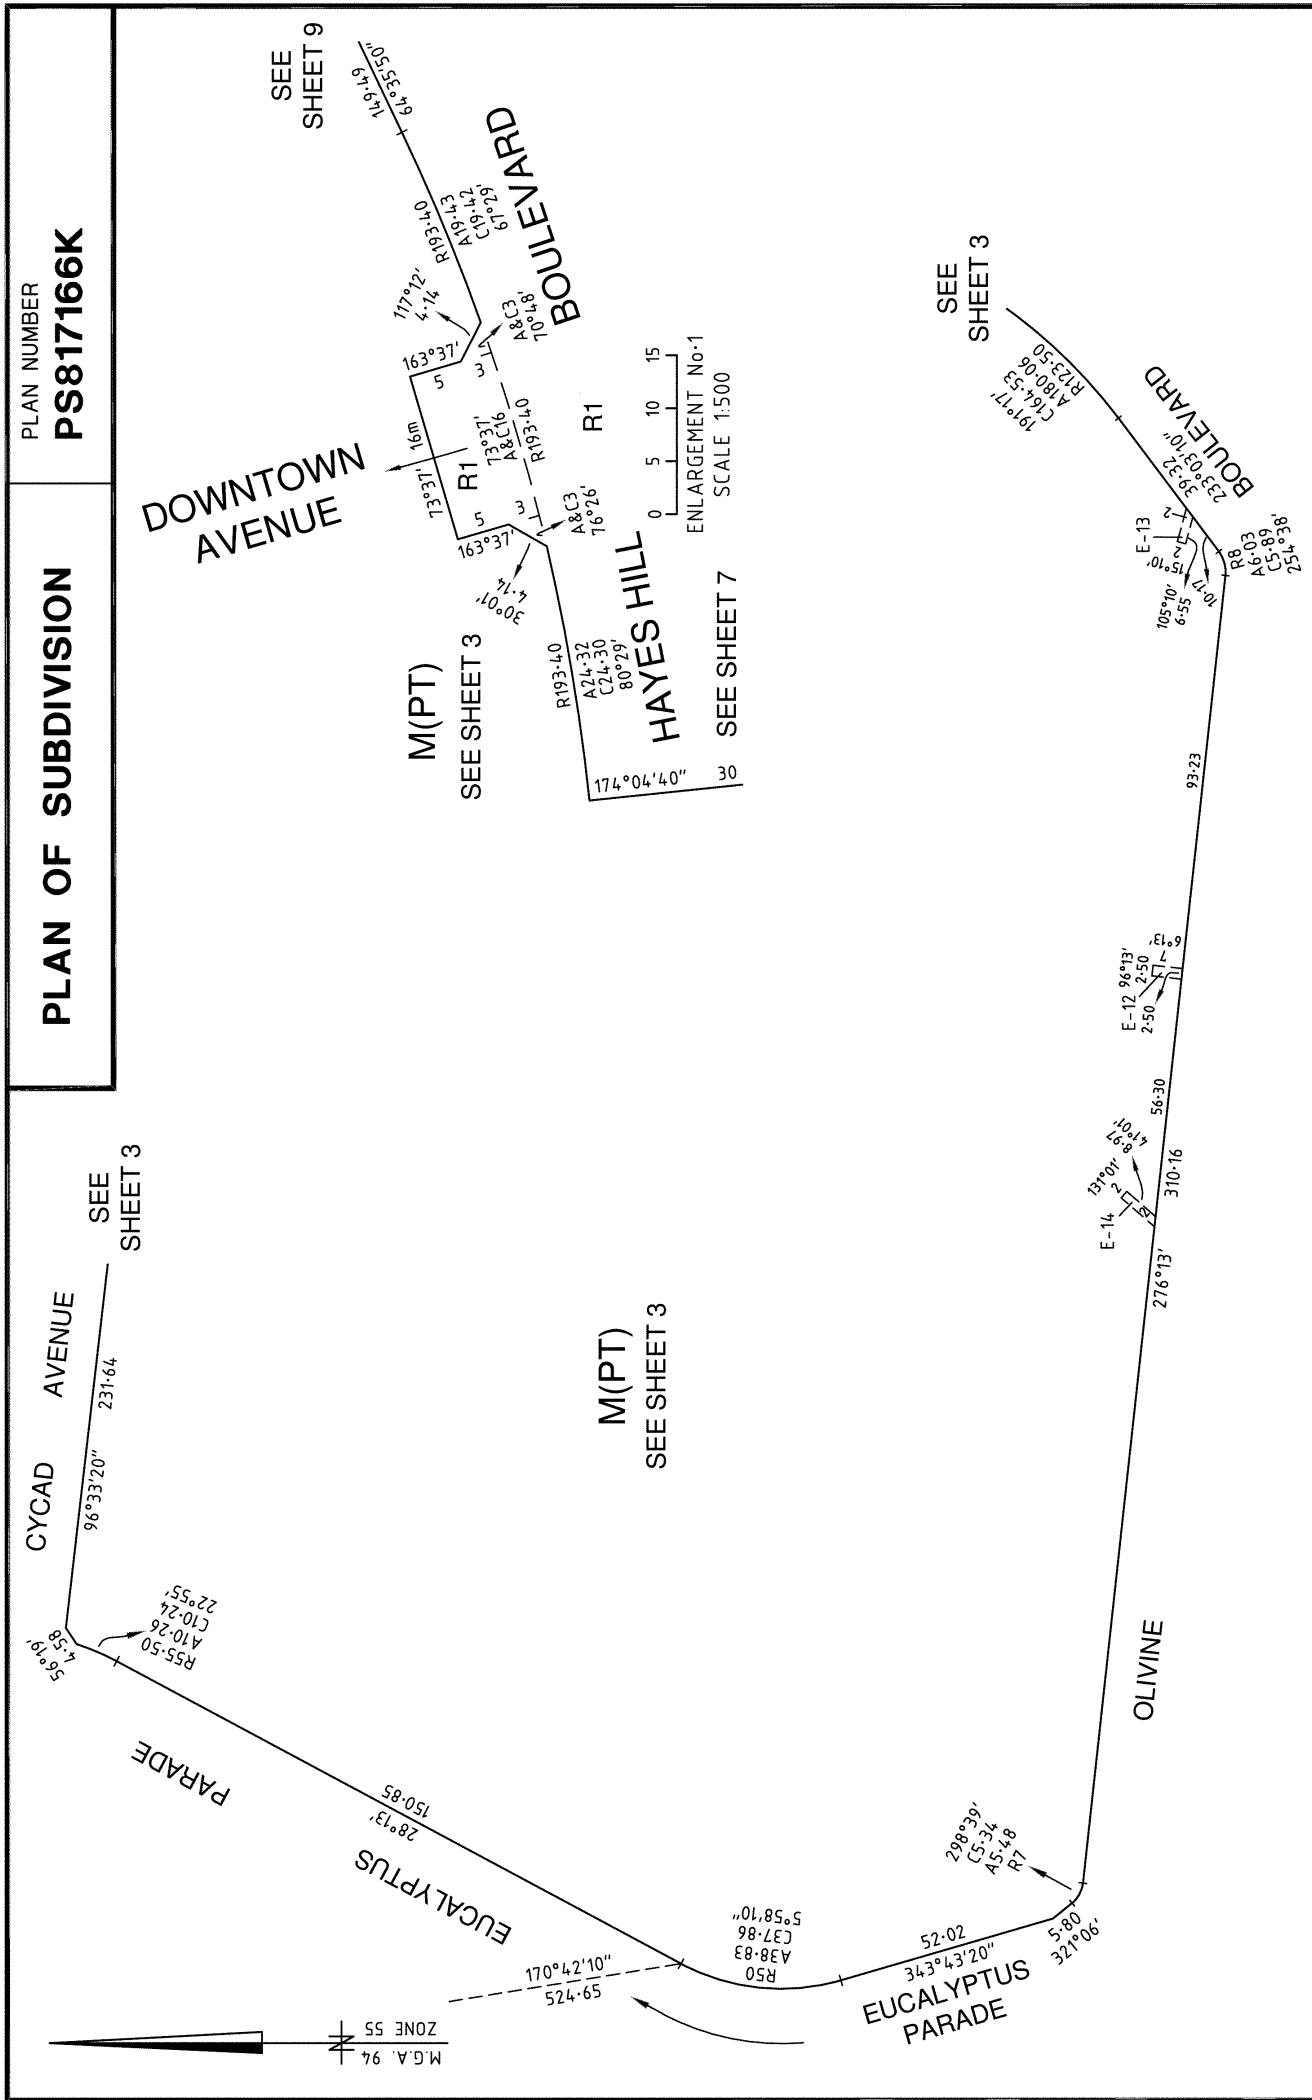 PLAN OF SUBDIVISION
PLAN NUMBER
PS817166K
CYCAD AVENUE
SEE
SHEET 3
96°33'20"
231·64
56°19'
4·58
R55·50
A10·26
C10·24
22°55'
PARADE
EUCALYPTUS
150·85
28°13'
170°42'10"
524·65
M.G.A. 94
ZONE 55
R50
A38·83
C37·86
5°58'10"
52·02
343°43'20"
EUCALYPTUS
PARADE
5·80
321°06'
298°39'
C5·34
A5·48
R7
OLIVINE
276°13'
310·16
M(PT)
SEE SHEET 3
E-14
131°01'
2
2
8·97
41°01'
56·30
E-12
96°13'
2·50
2·50
7
6°13'
93·23
E-13
2
2
15°10'
105°10'
6·55
10·17
R8
A6·03
C5·89
254°38'
39·32
233°03'10"
BOULEVARD
191°17'
C164·53
A180·06
R123·50
SEE
SHEET 3
DOWNTOWN
AVENUE
M(PT)
SEE SHEET 3
174°04'40"
30
SEE SHEET 7
HAYES HILL
BOULEVARD
R193·40
A24·32
C24·30
80°29'
30°01'
4·14
163°37'
5
3
A&C3
76°26'
73°37'
16m
R1
73°37'
A&C16
R193·40
R1
163°37'
5
3
A&C3
70°48'
117°12'
4·14
R193·40
A19·43
C19·42
67°29'
149·49
64°35'50"
SEE
SHEET 9
0 5 10 15
ENLARGEMENT No·1
SCALE 1:500